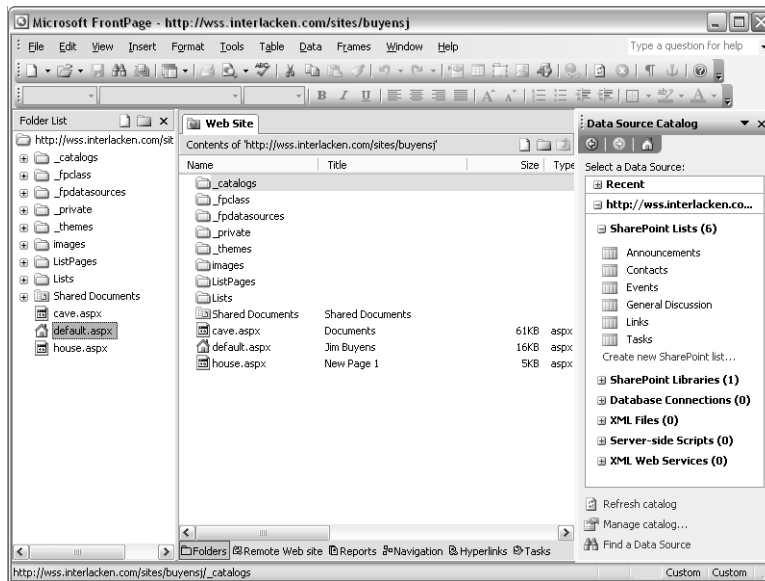 Microsoft FrontPage - http://wss.interlacken.com/sites/buyensj
File Edit View Insert Format Tools Table Data Frames Window Help Type a question for help
B I U
Folder List
http://wss.interlacken.com/sit
_catalogs
_fpclass
_fpdatasources
_private
_themes
images
ListPages
Lists
Shared Documents
cave.aspx
default.aspx
house.aspx
Web Site
Contents of 'http://wss.interlacken.com/sites/buyensj'
Name Title Size Type
_catalogs
_fpclass
_fpdatasources
_private
_themes
images
ListPages
Lists
Shared Documents Shared Documents
cave.aspx Documents 61KB aspx
default.aspx Jim Buyens 16KB aspx
house.aspx New Page 1 5KB aspx
Folders Remote Web site Reports Navigation Hyperlinks Tasks
Data Source Catalog
Select a Data Source:
Recent
http://wss.interlacken.co...
SharePoint Lists (6)
Announcements
Contacts
Events
General Discussion
Links
Tasks
Create new SharePoint list...
SharePoint Libraries (1)
Database Connections (0)
XML Files (0)
Server-side Scripts (0)
XML Web Services (0)
Refresh catalog
Manage catalog...
Find a Data Source
http://wss.interlacken.com/sites/buyensj/_catalogs Custom Custom